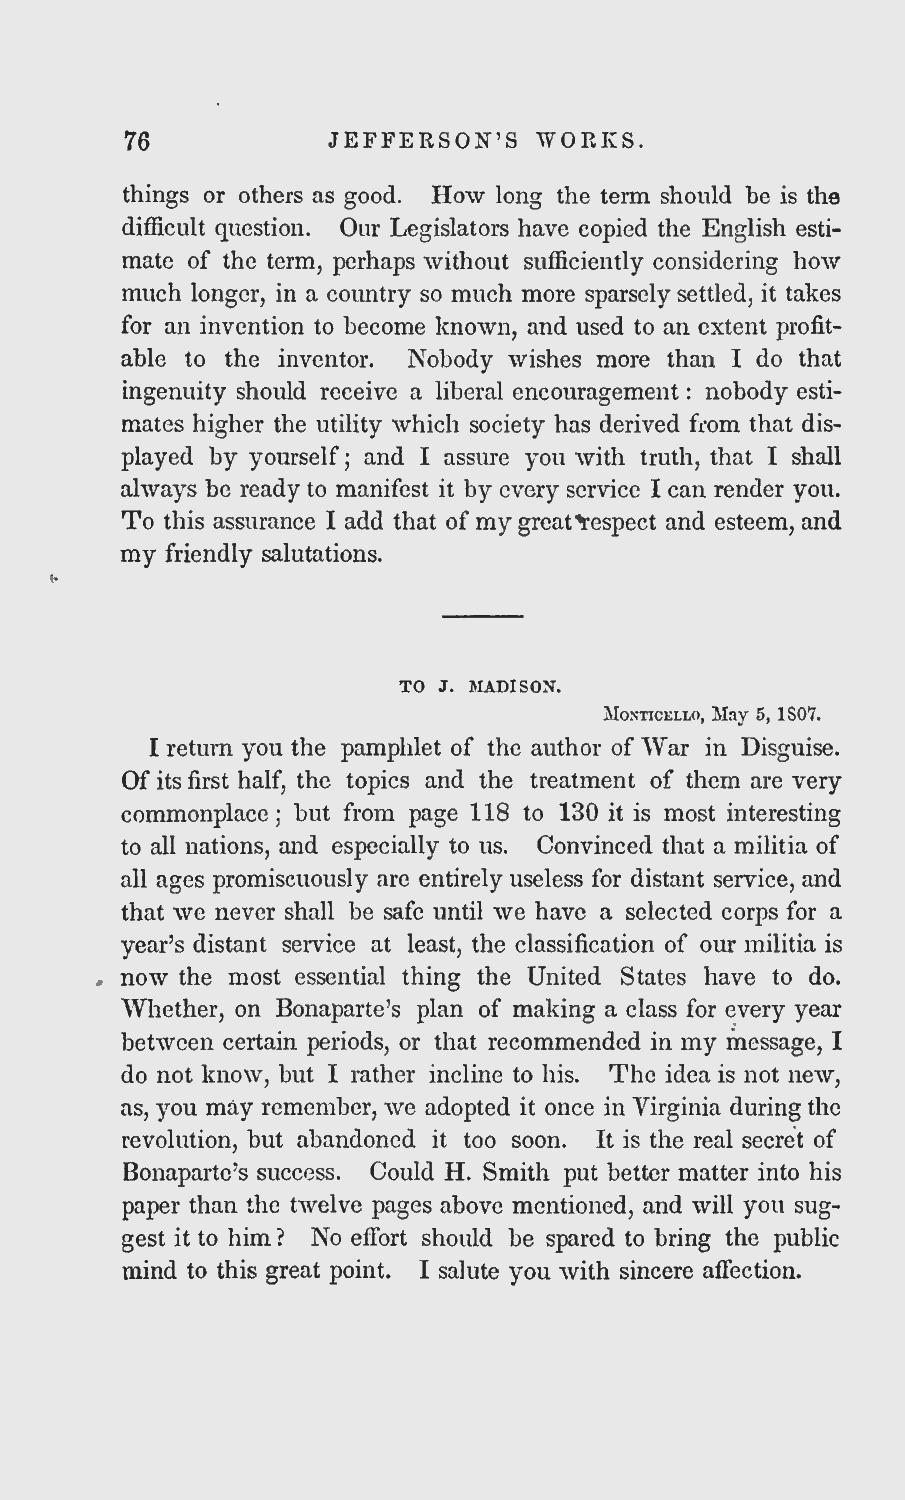 76 JEFFERSON'S WORKS.
things or others as good. How long the term should be is the
difficult question. Our Legislators have copied the English esti-
mate of the term, perhaps without sufficiently considering how
much longer, in a country so much more sparsely settled, it takes
for an invention to become known, and used to an extent profit-
able to the inventor. Nobody wishes more than I do that
ingenuity should receive a liberal encouragement : nobody esti-
mates higher the utility which society has derived from that dis-
played by yourself ; and I assure you with truth, that I shall
always be ready to manifest it by every service I can render you.
To this assurance I add that of my great respect and esteem, and
my friendly salutations.
TO J. MADISON.
Monticello, May 5, 1807.
I return you the pamphlet of the author of War in Disguise.
Of its first half, the topics and the treatment of them are very
commonplace ; but from page 118 to 130 it is most interesting
to all nations, and especially to us. Convinced that a militia of
all ages promiscuously are entirely useless for distant service, and
that we never shall be safe until we have a selected corps for a
year's distant service at least, the classification of our militia is
now the most essential thing the United States have to do.
Whether, on Bonaparte's plan of making a class for every year
between certain periods, or that recommended in my message, I
do not know, but I rather incline to his. The idea is not new,
as, you may remember, we adopted it once in Virginia during the
revolution, but abandoned it too soon. It is the real secret of
Bonaparte's success. Could H. Smith put better matter into his
paper than the twelve pages above mentioned, and will you sug-
gest it to him ? No effort should be spared to bring the public
mind to this great point. I salute you with sincere affection.